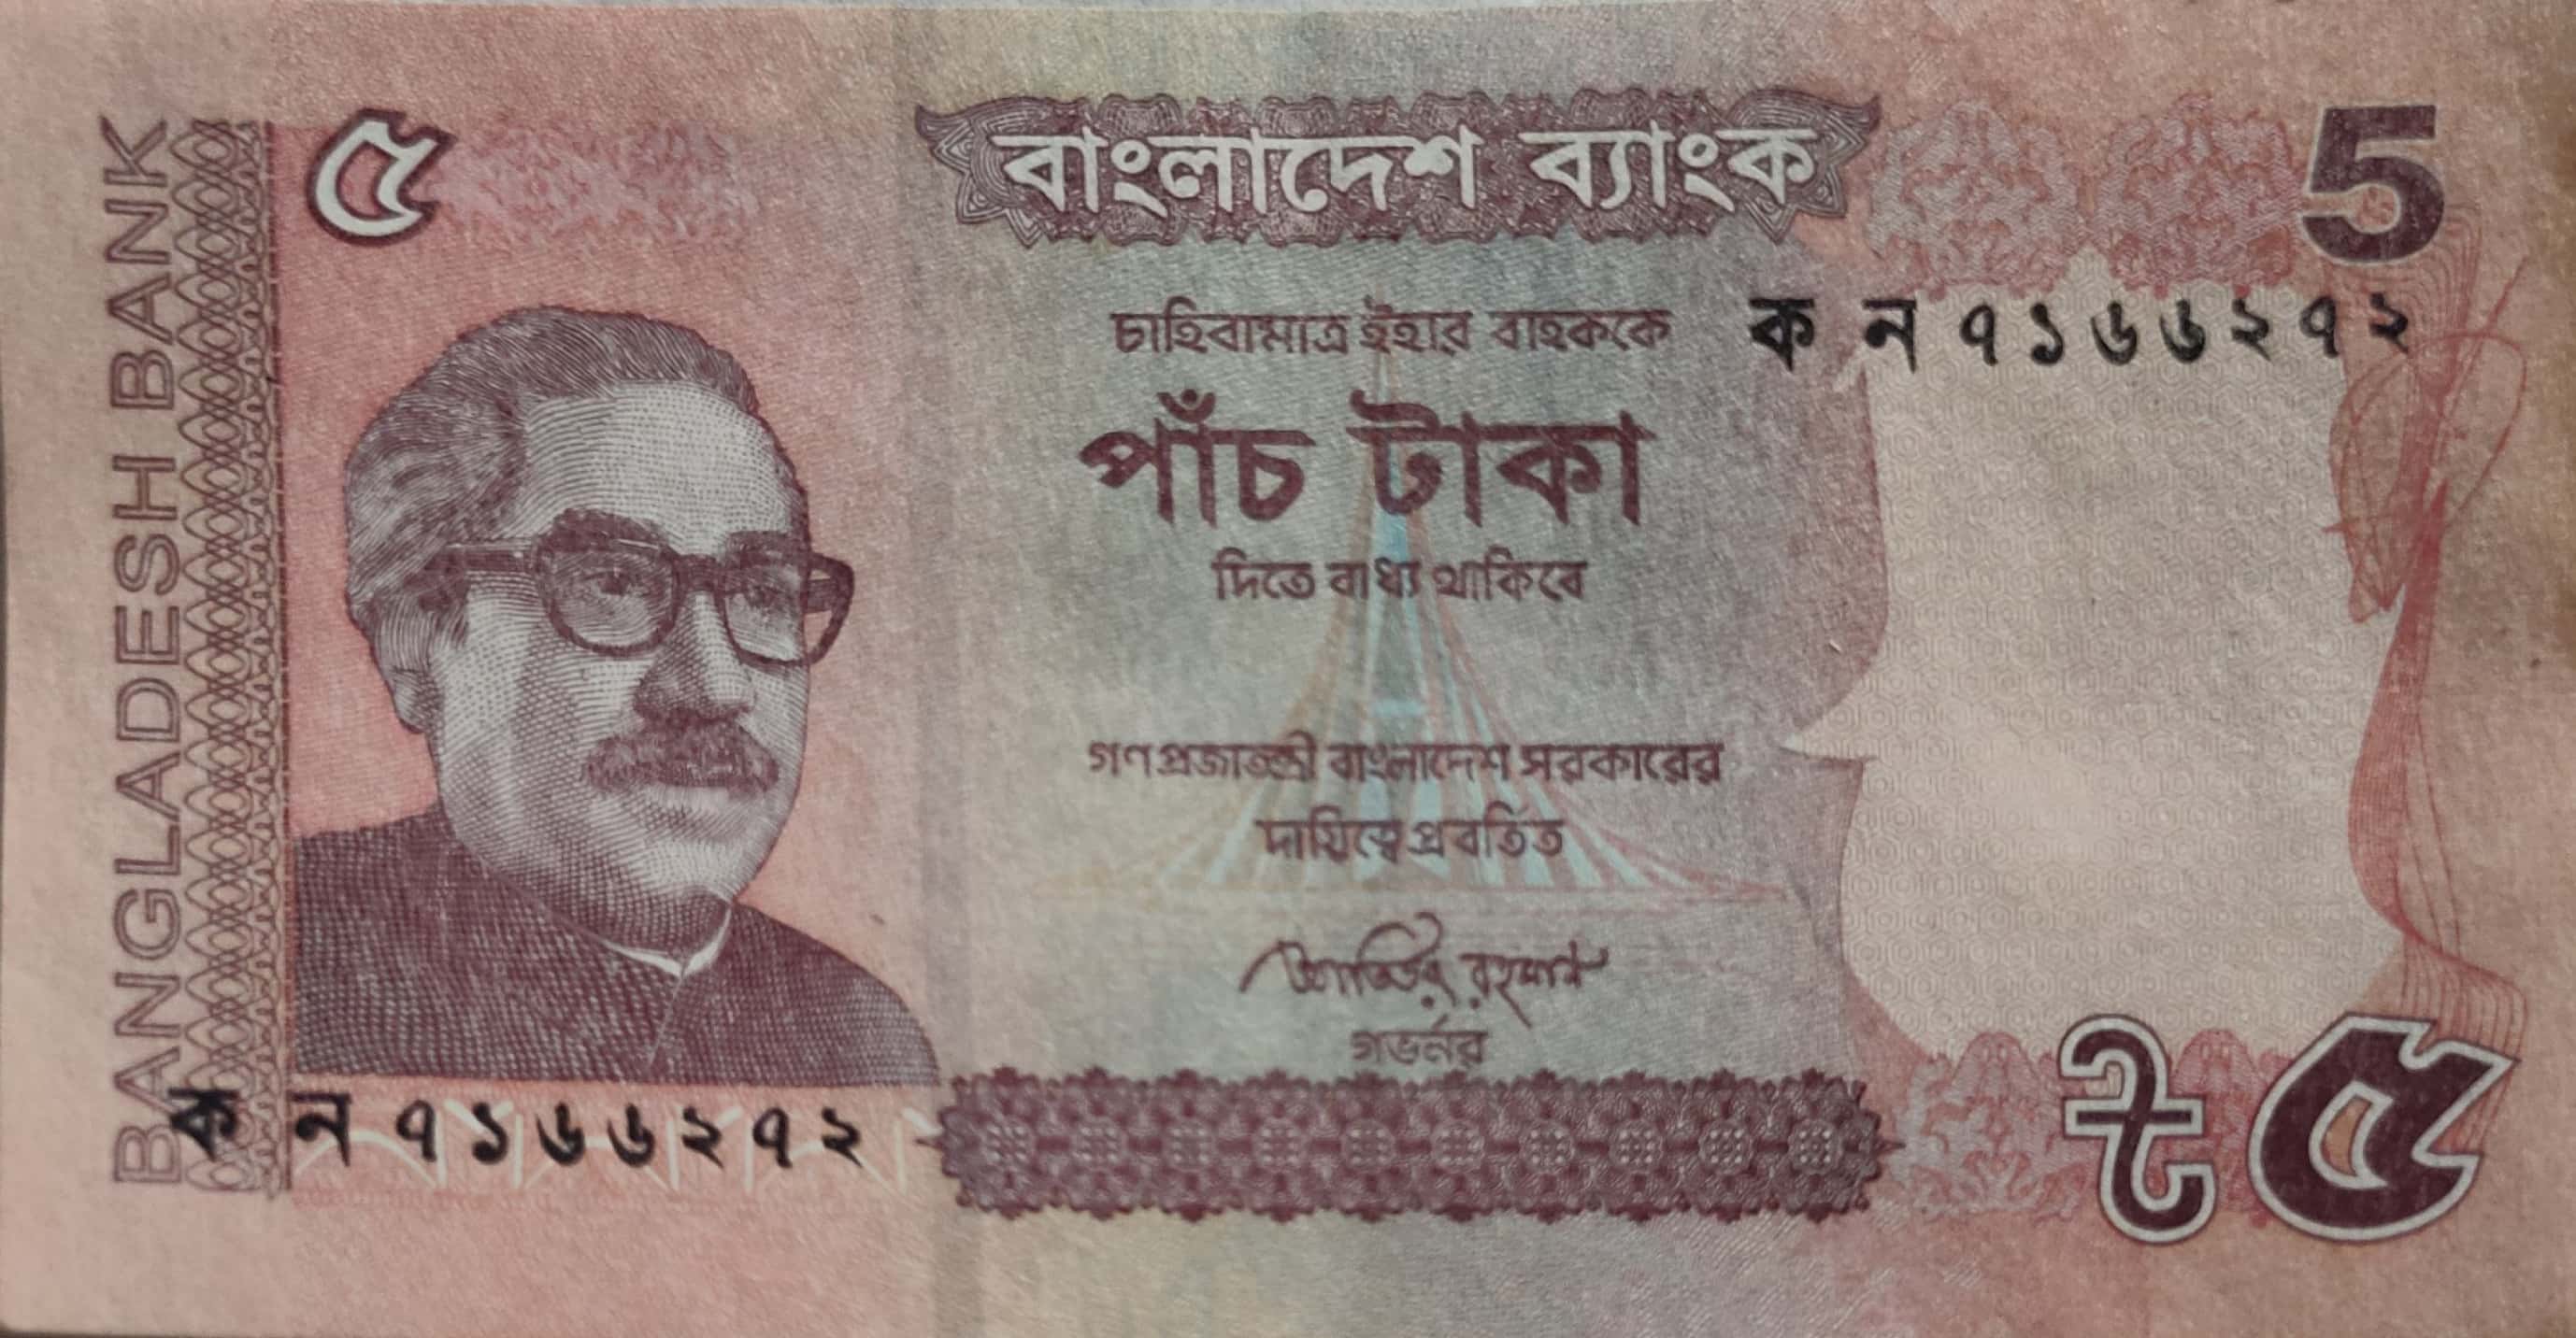 BANGLADESH BANK
৫
বাংলাদেশ ব্যাংক
5
চাহিবামাত্র ইহার বাহককে
ক ন ৭১৬৬২৭২
পাঁচ টাকা
দিতে বাধ্য থাকিবে
গণপ্রজাতন্ত্রী বাংলাদেশ সরকারের
দায়িত্বে প্রবর্তিত
আতিউর রহমান
গভর্নর
ক ন ৭১৬৬২৭২
৳ ৫